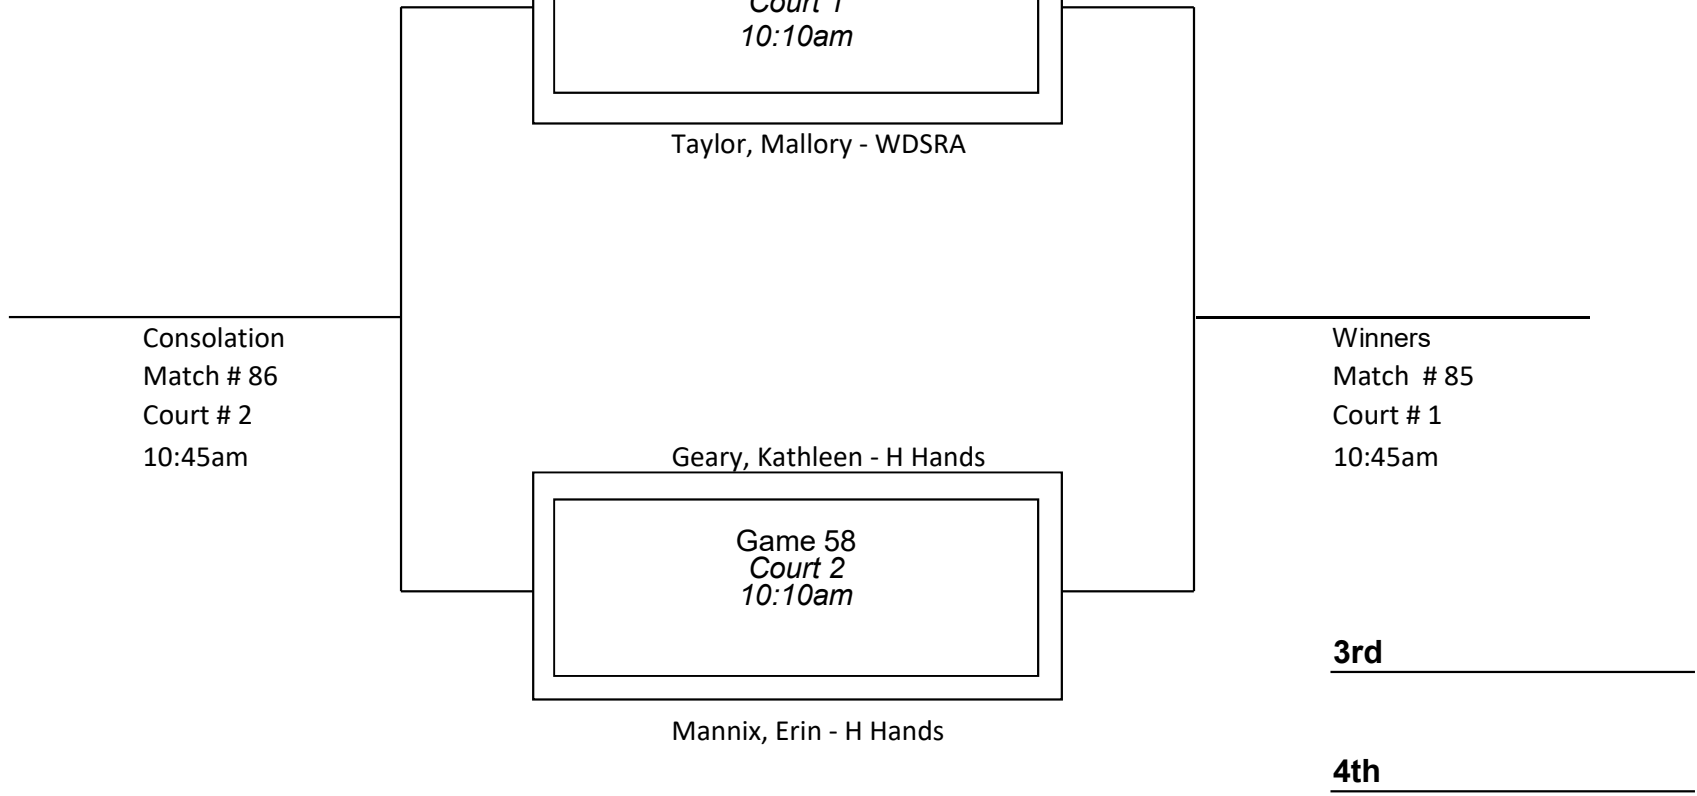 Court 1
10:10am
Taylor, Mallory - WDSRA
Consolation
Match # 86
Court # 2
10:45am
Winners
Match # 85
Court # 1
10:45am
Geary, Kathleen - H Hands
Game 58
Court 2
10:10am
Mannix, Erin - H Hands
3rd
4th